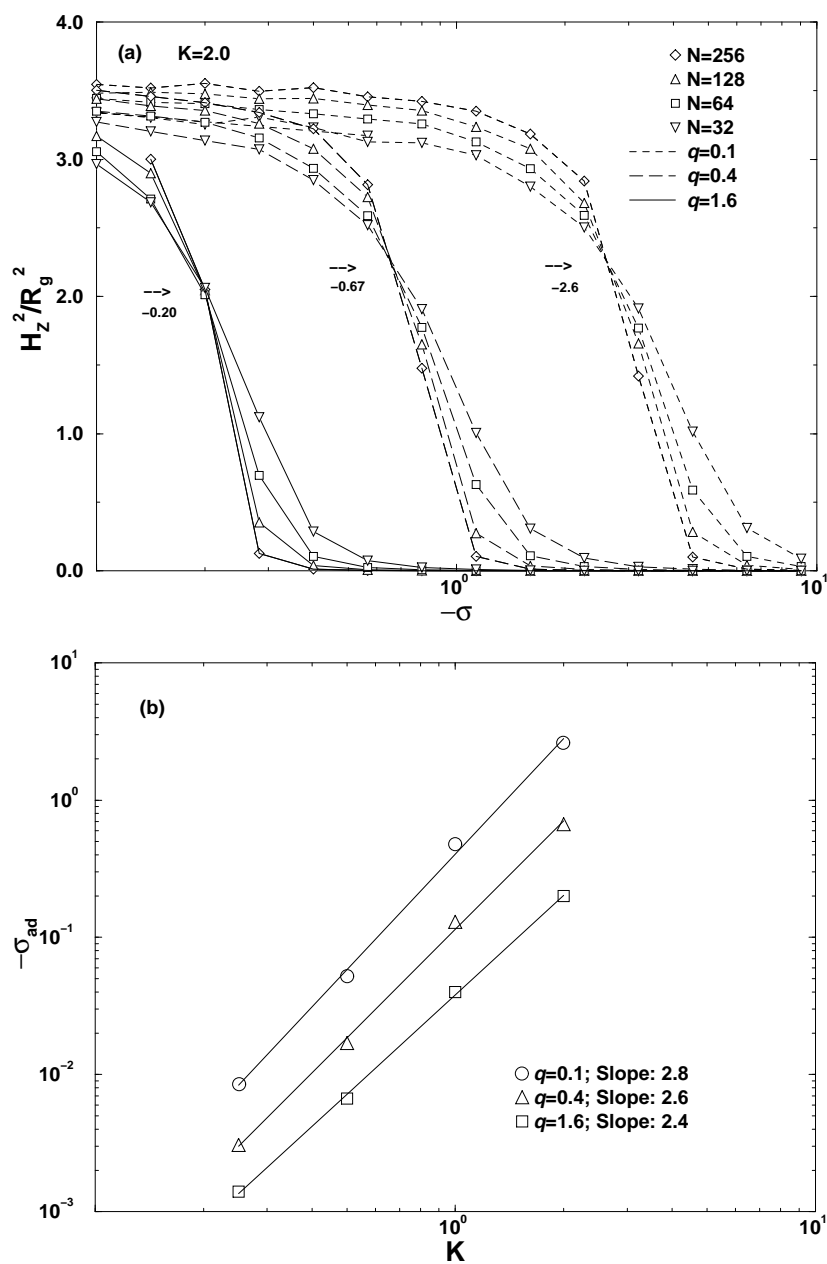 4.0
(a) K=2.0
N=256
N=128
N=64
N=32
q=0.1
q=0.4
q=1.6
3.0
2.0
1.0
0.0
H_Z^2/R_g^2
-->
−0.20
-->
−0.67
-->
−2.6
10^0
10^1
−σ
10^1
(b)
10^0
10^−1
10^−2
10^−3
−σ_ad
q=0.1; Slope: 2.8
q=0.4; Slope: 2.6
q=1.6; Slope: 2.4
10^0
10^1
K